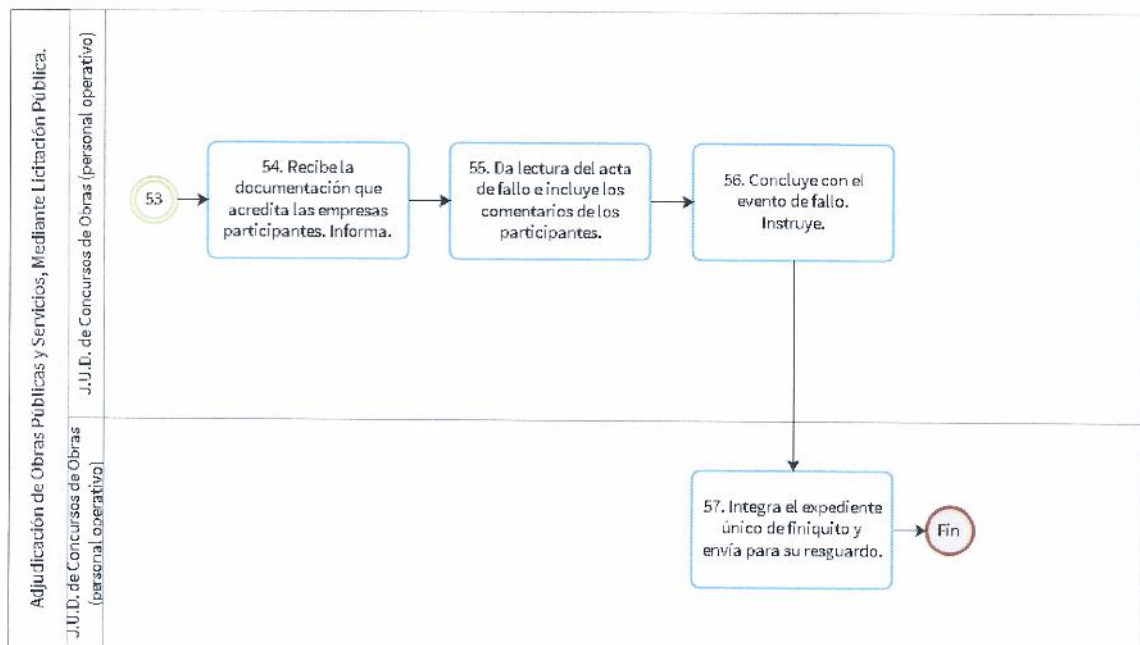 Adjudicación de Obras Públicas y Servicios, Mediante Licitación Pública.
J.U.D. de Concursos de Obras (personal operativo)
53
54. Recibe la
documentación que
acredita las empresas
participantes. Informa.
55. Da lectura del acta
de fallo e incluye los
comentarios de los
participantes.
56. Concluye con el
evento de fallo.
Instruye.
J.U.D. de Concursos de Obras
(personal operativo)
57. Integra el expediente
único de finiquito y
envía para su resguardo.
Fin